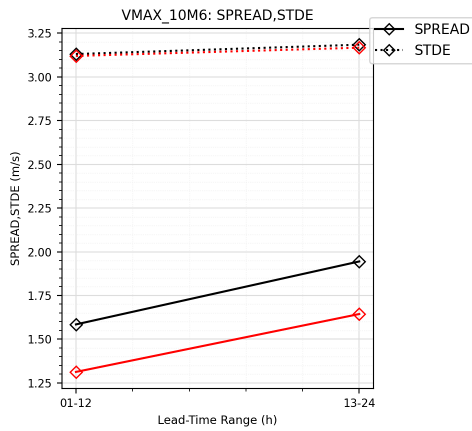 VMAX_10M6: SPREAD,STDE
SPREAD
STDE
3.25
3.00
2.75
2.50
2.25
2.00
1.75
1.50
1.25
SPREAD,STDE (m/s)
01-12
13-24
Lead-Time Range (h)